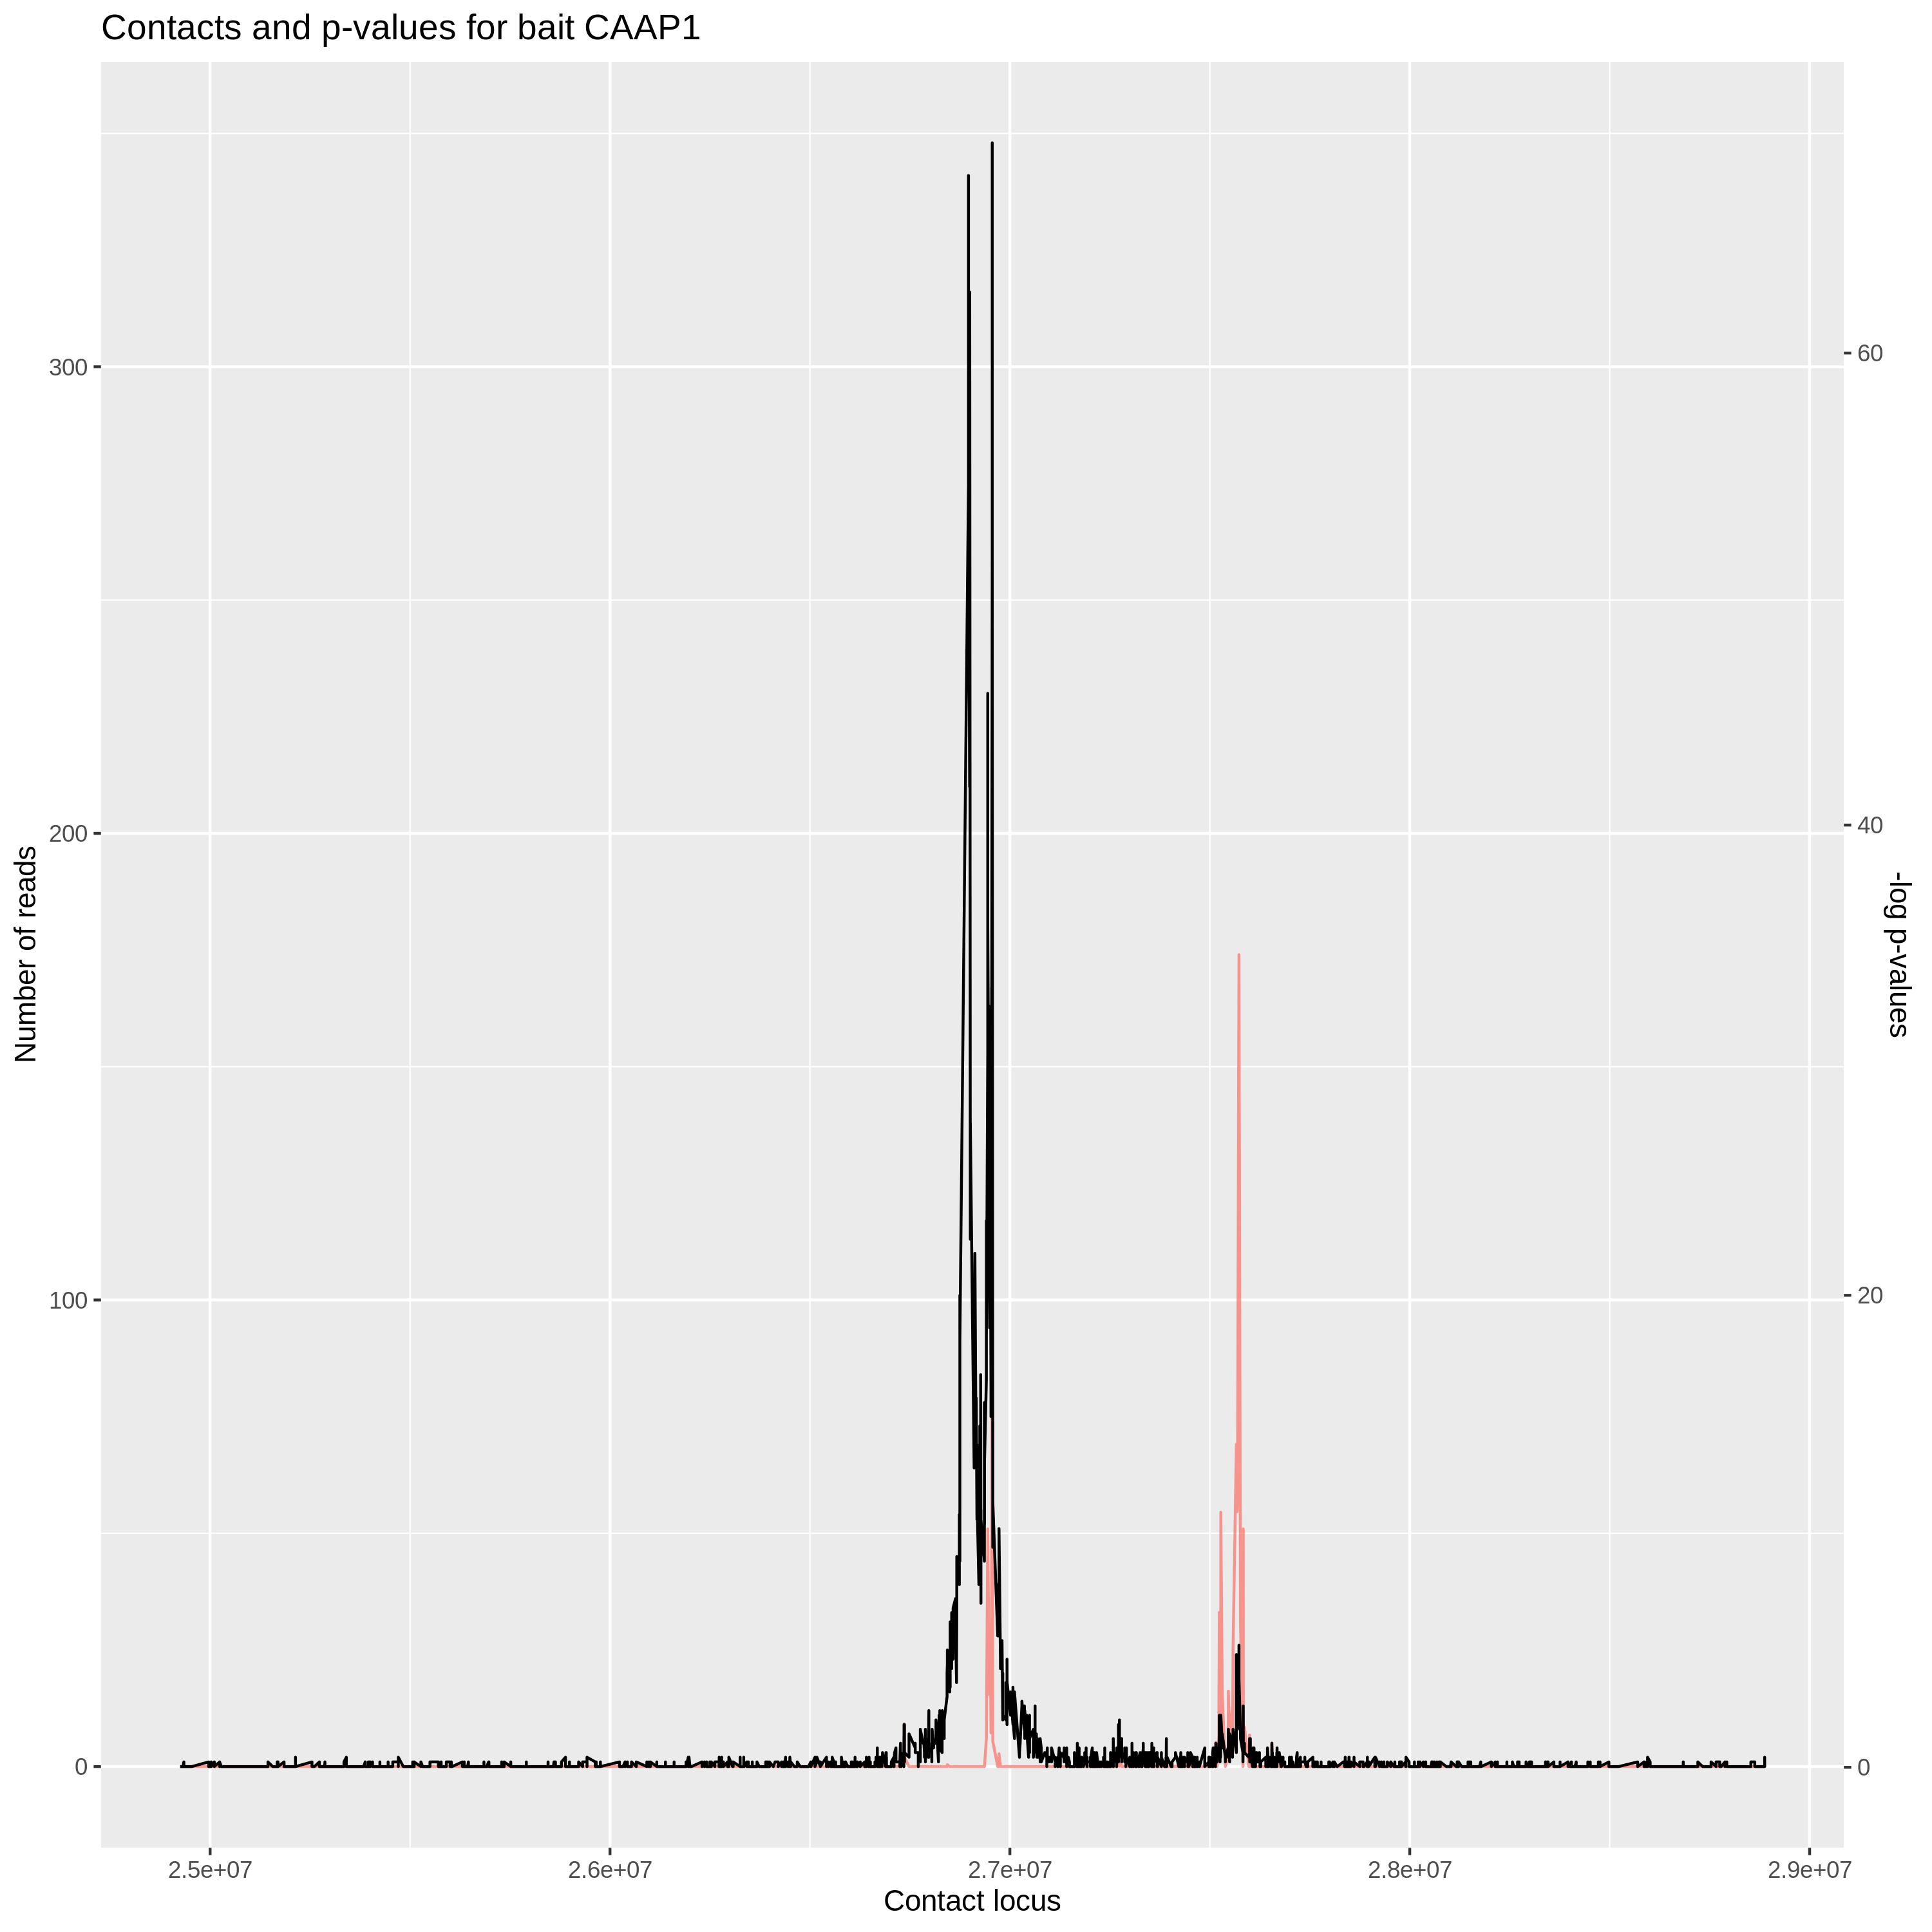 Contacts and p-values for bait CAAP1
300
200
100
0
60
40
20
0
Number of reads
-log p-values
2.5e+07 2.6e+07 2.7e+07 2.8e+07 2.9e+07
Contact locus